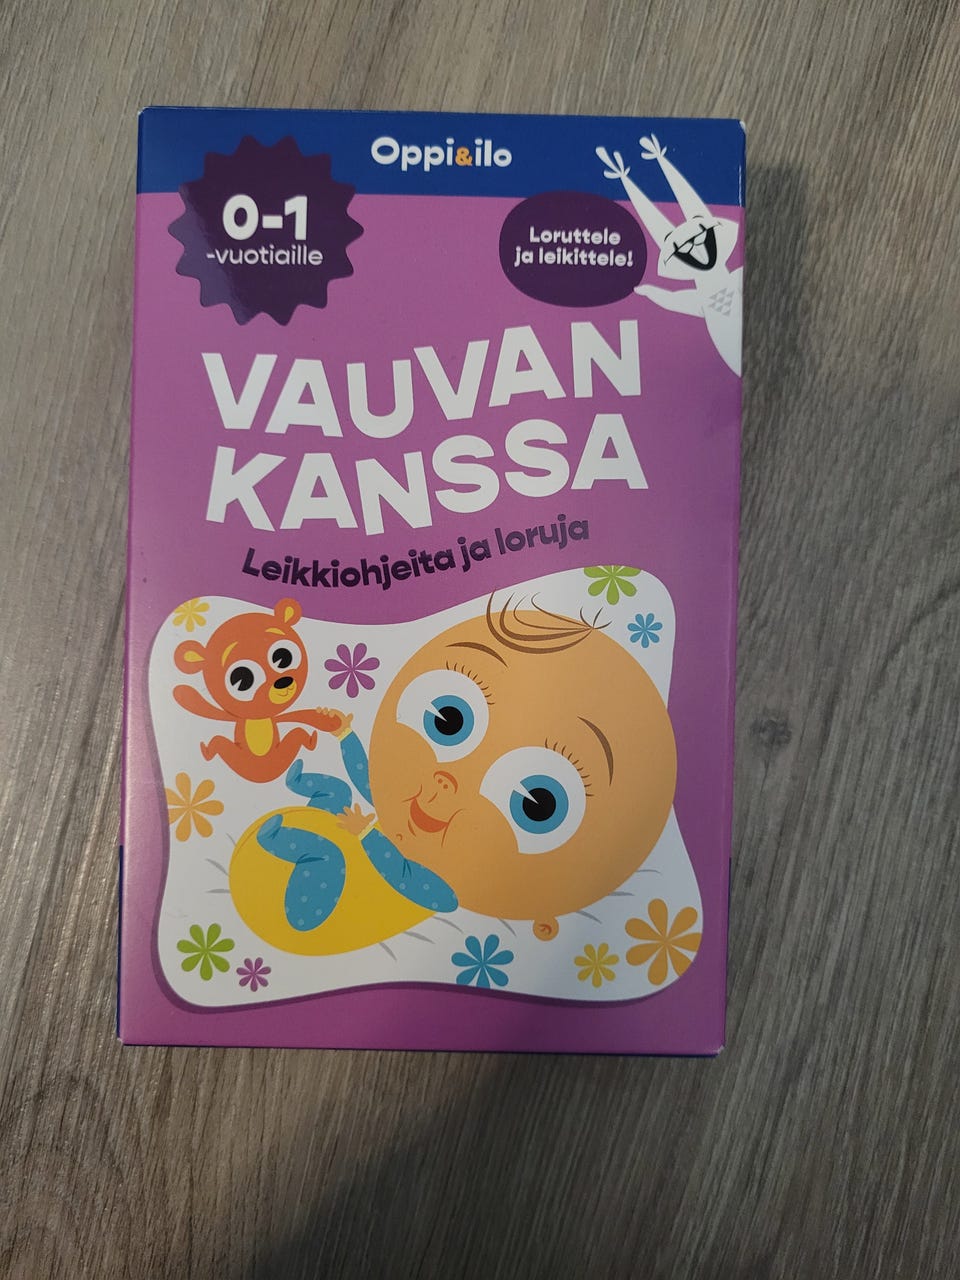 Oppi&ilo
0-1
-vuotiaille
Loruttele
ja leikittele!
VAUVAN
KANSSA
Leikkiohjeita ja loruja